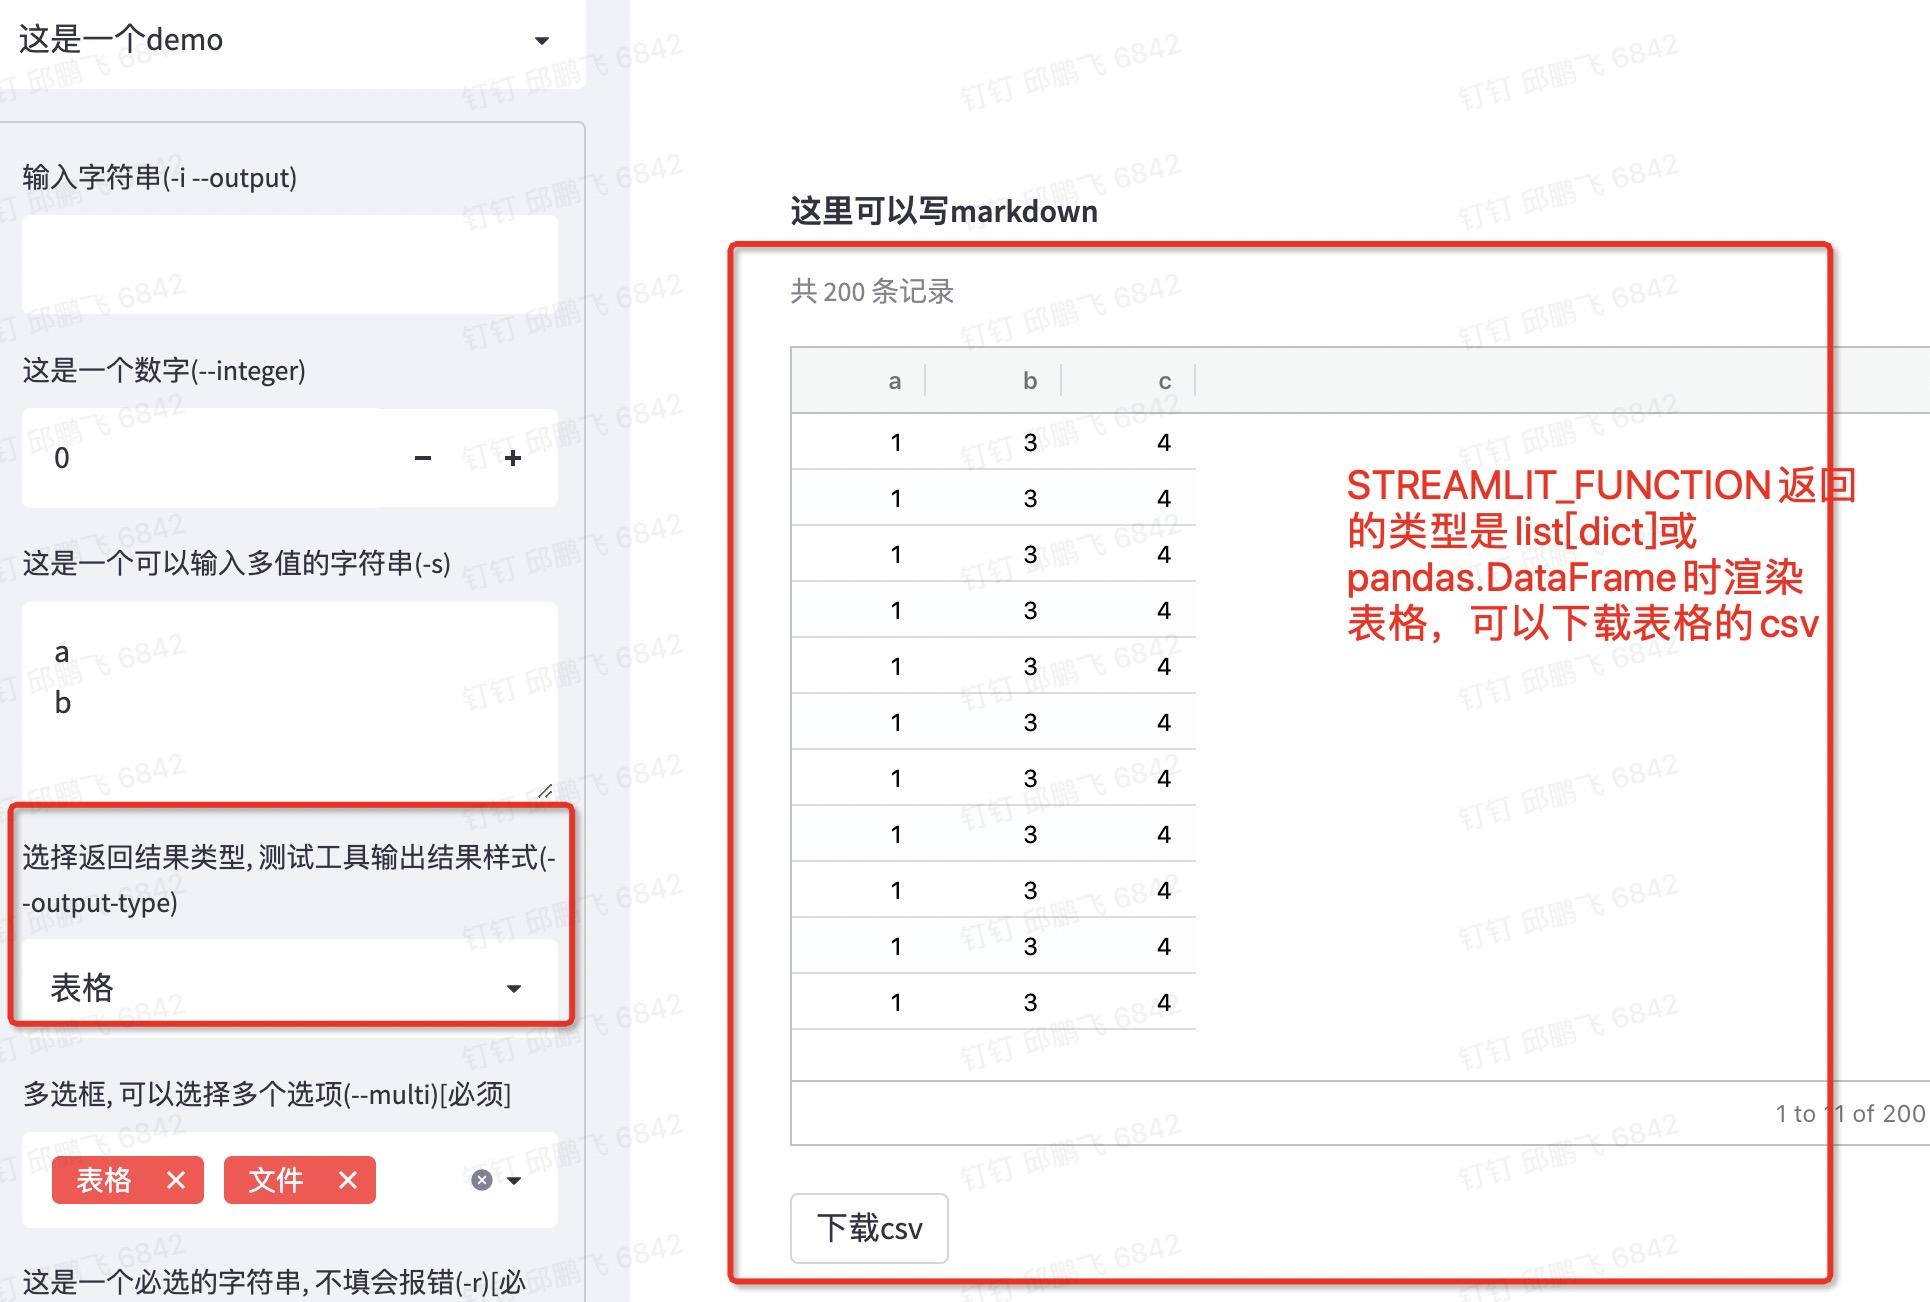 这是一个demo
输入字符串(-i --output)
这是一个数字(--integer)
0
这是一个可以输入多值的字符串(-s)
a
b
选择返回结果类型, 测试工具输出结果样式(-
-output-type)
表格
多选框, 可以选择多个选项(--multi)[必须]
表格
文件
这是一个必选的字符串, 不填会报错(-r)[必
这里可以写markdown
共 200 条记录
a b c
1 3 4
1 3 4
1 3 4
1 3 4
1 3 4
1 3 4
1 3 4
1 3 4
1 3 4
1 3 4
1 3 4
STREAMLIT_FUNCTION返回
的类型是list[dict]或
pandas.DataFrame时渲染
表格，可以下载表格的csv
1 to 11 of 200
下载csv
钉钉 邱鹏飞 6842